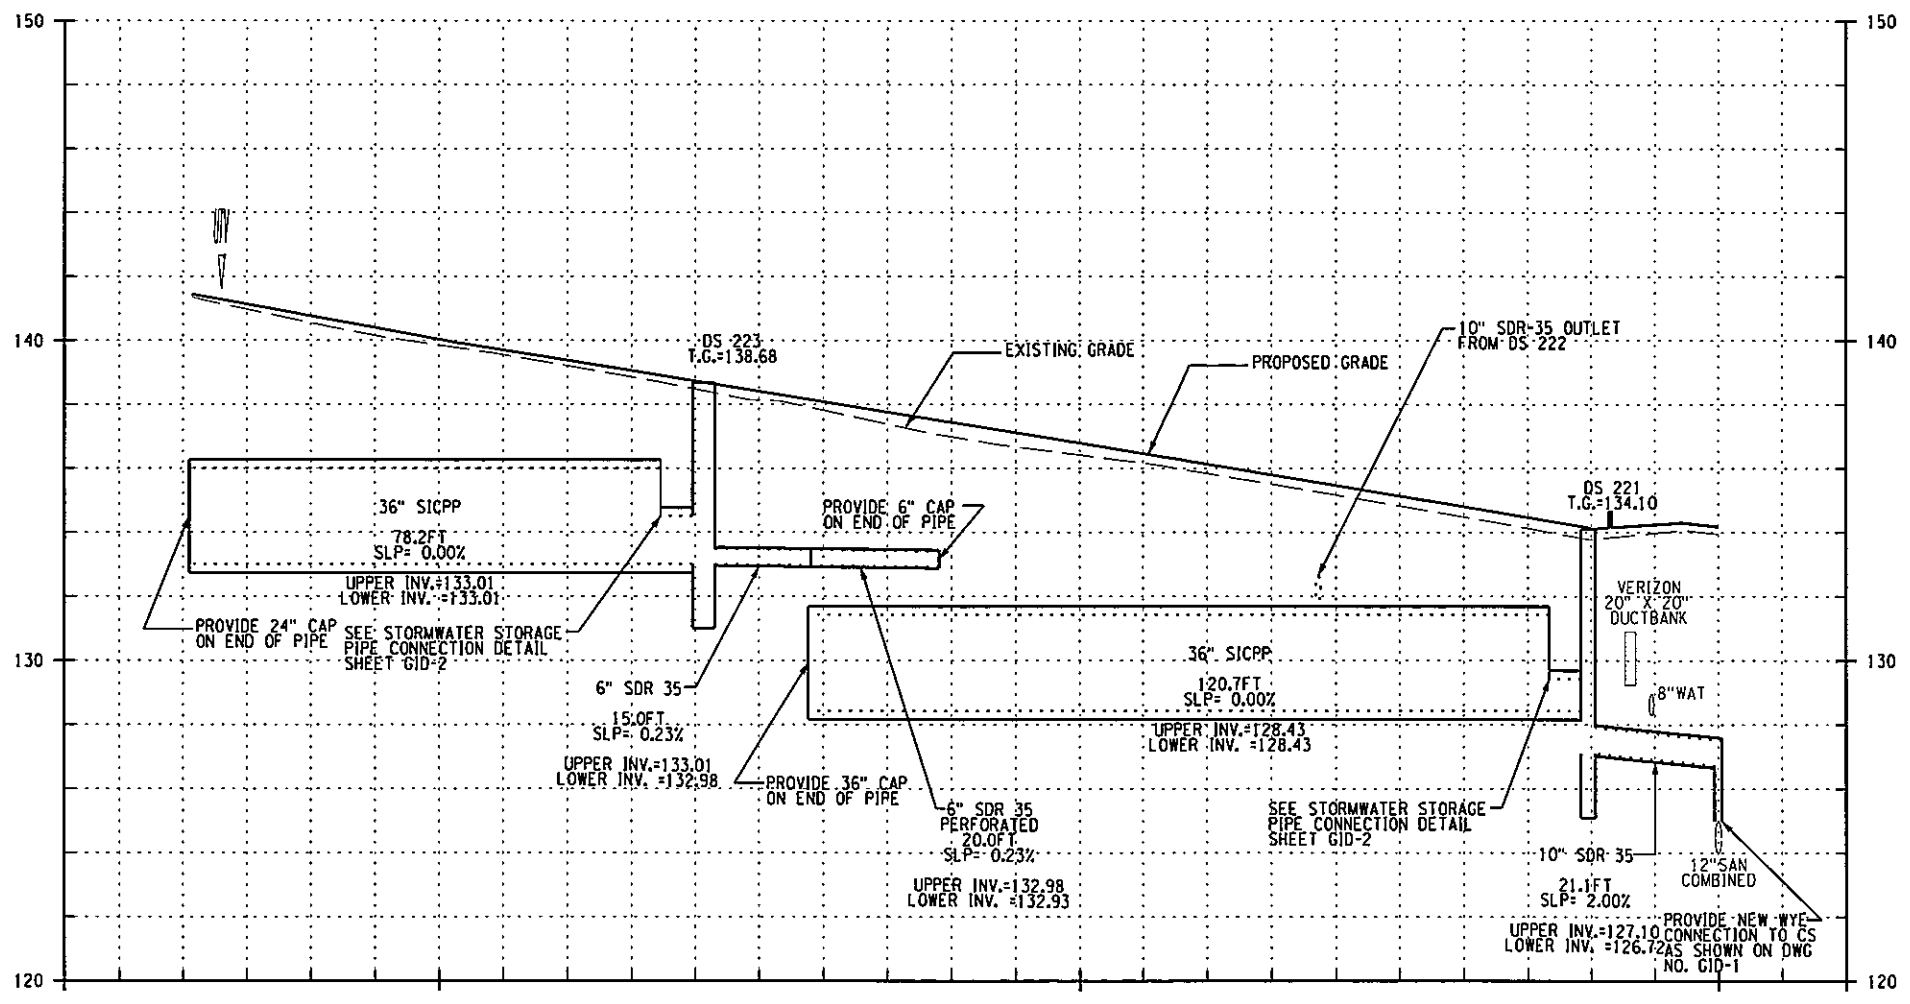 150
150
140
140
130
130
120
120
DS 223
T.G.=138.68
EXISTING GRADE
PROPOSED GRADE
10" SDR-35 OUTLET
FROM DS 222
36" SICPP
78.2FT
SLP= 0.00%
UPPER INV.=133.01
LOWER INV. =133.01
PROVIDE 24" CAP
ON END OF PIPE
SEE STORMWATER STORAGE
PIPE CONNECTION DETAIL
SHEET GID-2
PROVIDE 6" CAP
ON END OF PIPE
6" SDR 35
15.0FT
SLP= 0.23%
UPPER INV.=133.01
LOWER INV. =132.98
PROVIDE 36" CAP
ON END OF PIPE
6" SDR 35
PERFORATED
20.0FT
SLP= 0.23%
UPPER INV.=132.98
LOWER INV. =132.93
36" SICPP
120.7FT
SLP= 0.00%
UPPER INV.=128.43
LOWER INV. =128.43
SEE STORMWATER STORAGE
PIPE CONNECTION DETAIL
SHEET GID-2
DS 221
T.G.=134.10
VERIZON
20" X 20"
DUCTBANK
8"WAT
10" SDR 35
21.1FT
SLP= 2.00%
UPPER INV.=127.10
LOWER INV. =126.72
12"SAN
COMBINED
PROVIDE NEW WYE
CONNECTION TO CS
AS SHOWN ON DWG
NO. GID-1